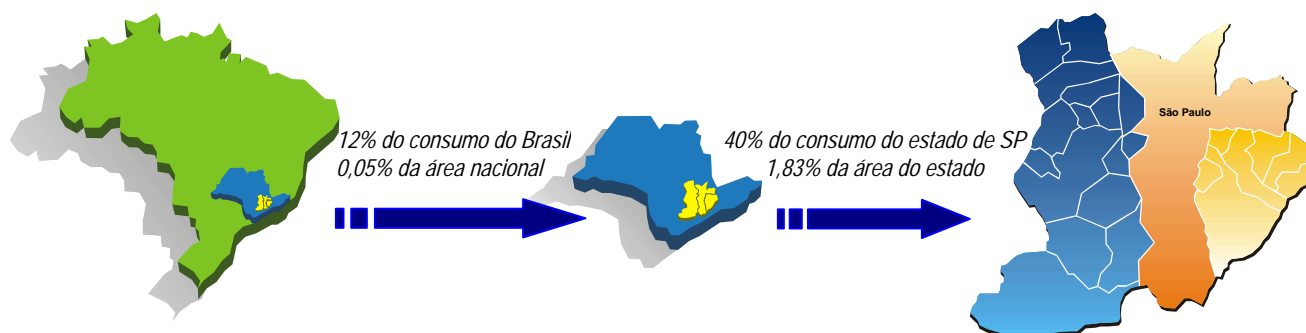 12% do consumo do Brasil
0,05% da área nacional
40% do consumo do estado de SP
1,83% da área do estado
São Paulo